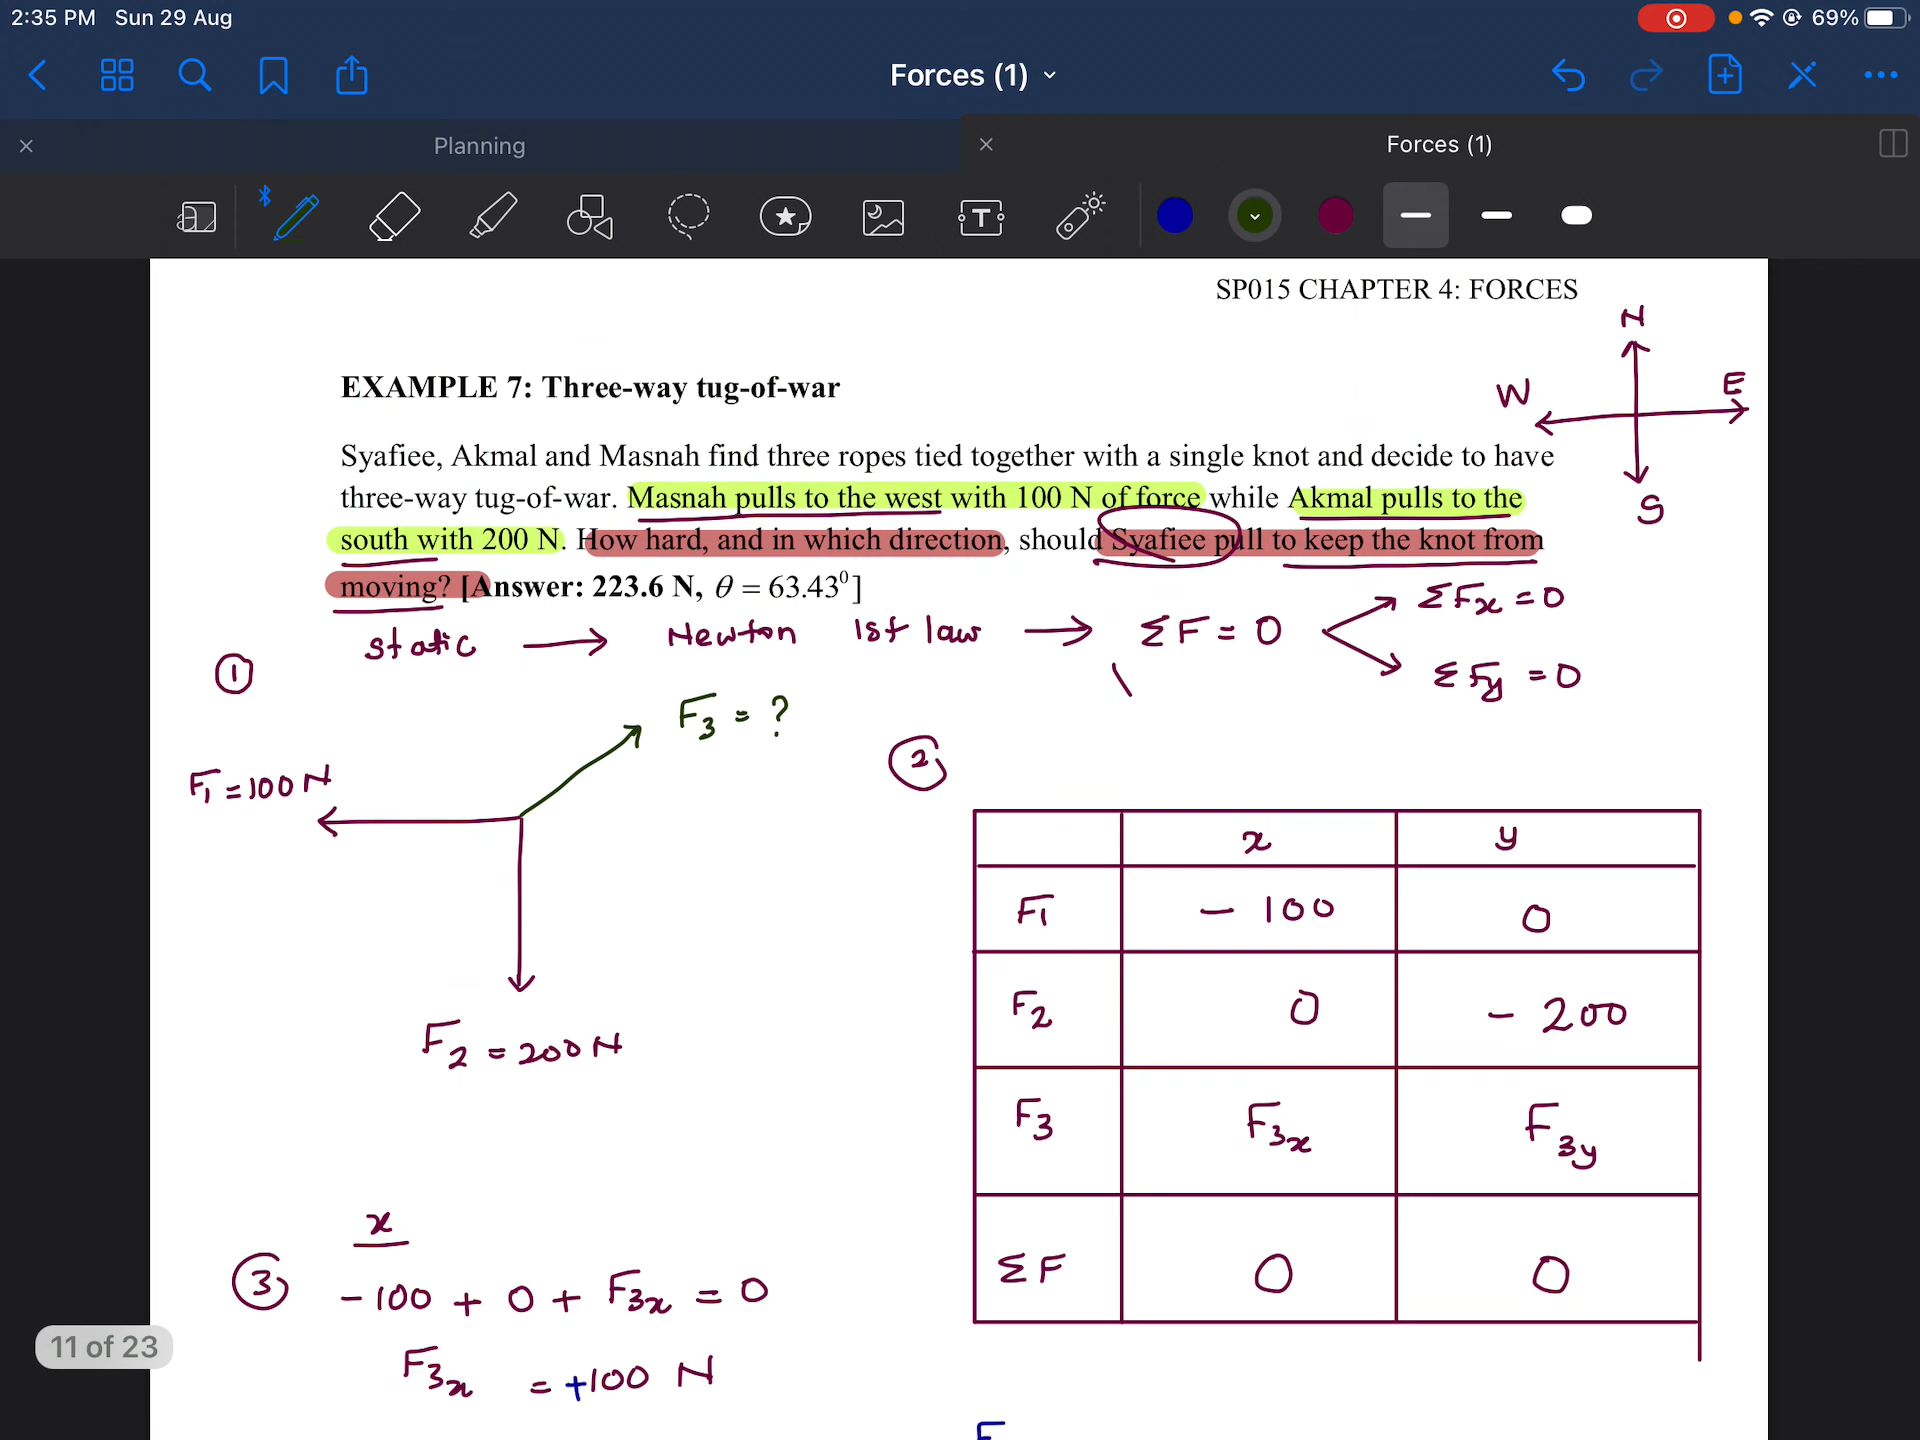 2:35 PM Sun 29 Aug
69%
Forces (1)
Planning
Forces (1)
SP015 CHAPTER 4: FORCES
N
W E
S
EXAMPLE 7: Three-way tug-of-war
Syafiee, Akmal and Masnah find three ropes tied together with a single knot and decide to have
three-way tug-of-war. Masnah pulls to the west with 100 N of force while Akmal pulls to the
south with 200 N. How hard, and in which direction, should Syafiee pull to keep the knot from
moving? [Answer: 223.6 N, θ = 63.43⁰]
static → Newton 1st law → ΣF = 0
ΣFx = 0
ΣFy = 0
①
F3 = ?
F1 = 100 N
F2 = 200 N
②
x y
F1 - 100 0
F2 0 - 200
F3 F3x F3y
ΣF 0 0
③
x
- 100 + 0 + F3x = 0
F3x = +100 N
11 of 23